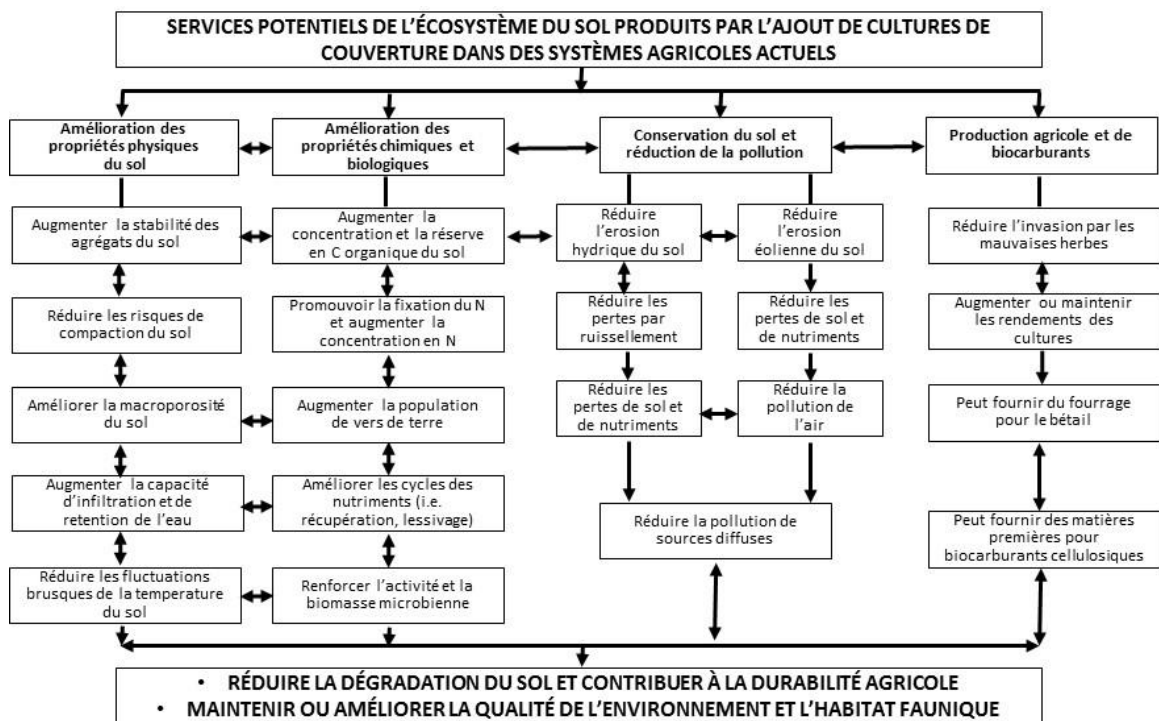 SERVICES POTENTIELS DE L'ÉCOSYSTÈME DU SOL PRODUITS PAR L'AJOUT DE CULTURES DE
COUVERTURE DANS DES SYSTÈMES AGRICOLES ACTUELS
Amélioration des
propriétés physiques
du sol
Amélioration des
propriétés chimiques et
biologiques
Conservation du sol et
réduction de la pollution
Production agricole et de
biocarburants
Augmenter la stabilité des
agrégats du sol
Augmenter la
concentration et la réserve
en C organique du sol
Réduire
l'erosion
hydrique du sol
Réduire
l'erosion
éolienne du sol
Réduire l'invasion par les
mauvaises herbes
Réduire les risques de
compaction du sol
Promouvoir la fixation du N
et augmenter la
concentration en N
Réduire les
pertes par
ruissellement
Réduire les
pertes de sol et
de nutriments
Augmenter ou maintenir
les rendements des
cultures
Améliorer la macroporosité
du sol
Augmenter la population
de vers de terre
Réduire les
pertes de sol et
de nutriments
Réduire la
pollution de
l'air
Peut fournir du fourrage
pour le bétail
Augmenter la capacité
d'infiltration et de
retention de l'eau
Améliorer les cycles des
nutriments (i.e.
récupération, lessivage)
Réduire la pollution de
sources diffuses
Peut fournir des matières
premières pour
biocarburants cellulosiques
Réduire les fluctuations
brusques de la temperature
du sol
Renforcer l'activité et la
biomasse microbienne
• RÉDUIRE LA DÉGRADATION DU SOL ET CONTRIBUER À LA DURABILITÉ AGRICOLE
• MAINTENIR OU AMÉLIORER LA QUALITÉ DE L'ENVIRONNEMENT ET L'HABITAT FAUNIQUE